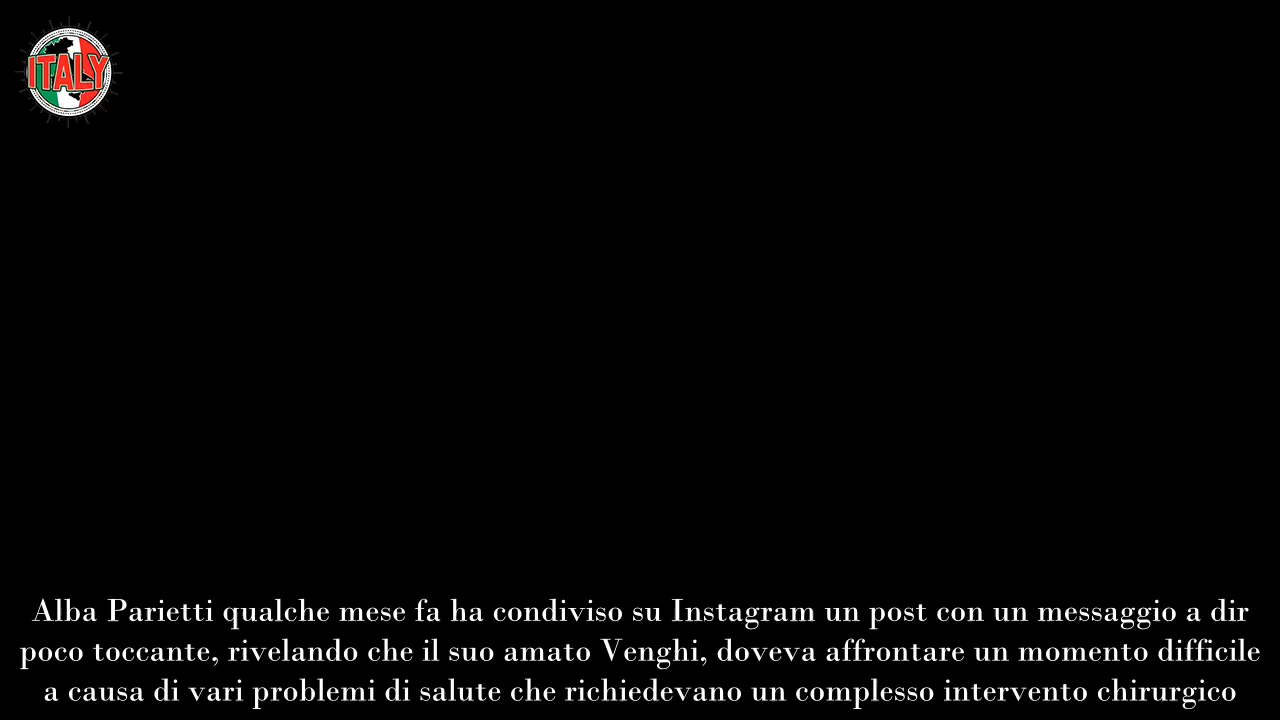 ITALY
Alba Parietti qualche mese fa ha condiviso su Instagram un post con un messaggio a dir
poco toccante, rivelando che il suo amato Venghi, doveva affrontare un momento difficile
a causa di vari problemi di salute che richiedevano un complesso intervento chirurgico